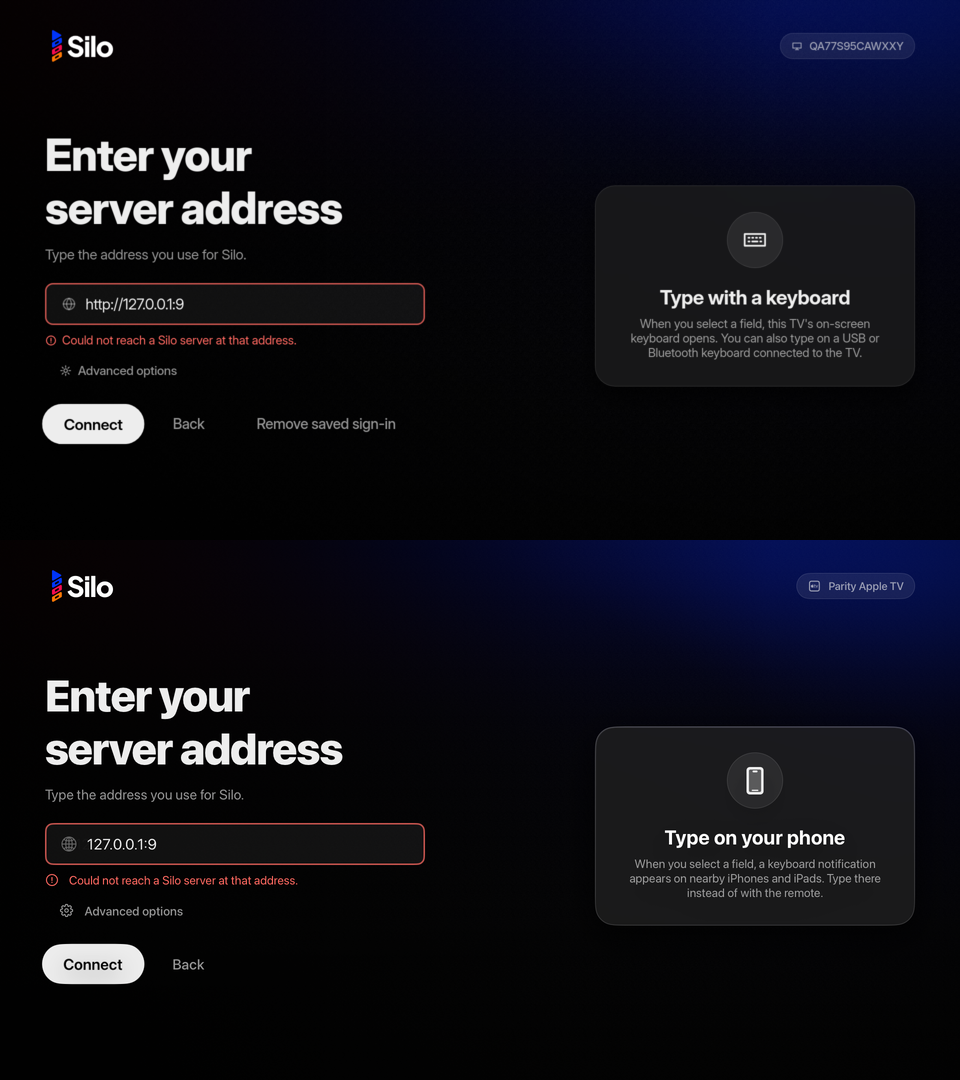 Silo
QA77S95CAWXXY
Enter your
server address
Type the address you use for Silo.
http://127.0.0.1:9
Could not reach a Silo server at that address.
Advanced options
Connect
Back
Remove saved sign-in
Type with a keyboard
When you select a field, this TV's on-screen
keyboard opens. You can also type on a USB or
Bluetooth keyboard connected to the TV.
Silo
Parity Apple TV
Enter your
server address
Type the address you use for Silo.
127.0.0.1:9
Could not reach a Silo server at that address.
Advanced options
Connect
Back
Type on your phone
When you select a field, a keyboard notification
appears on nearby iPhones and iPads. Type there
instead of with the remote.